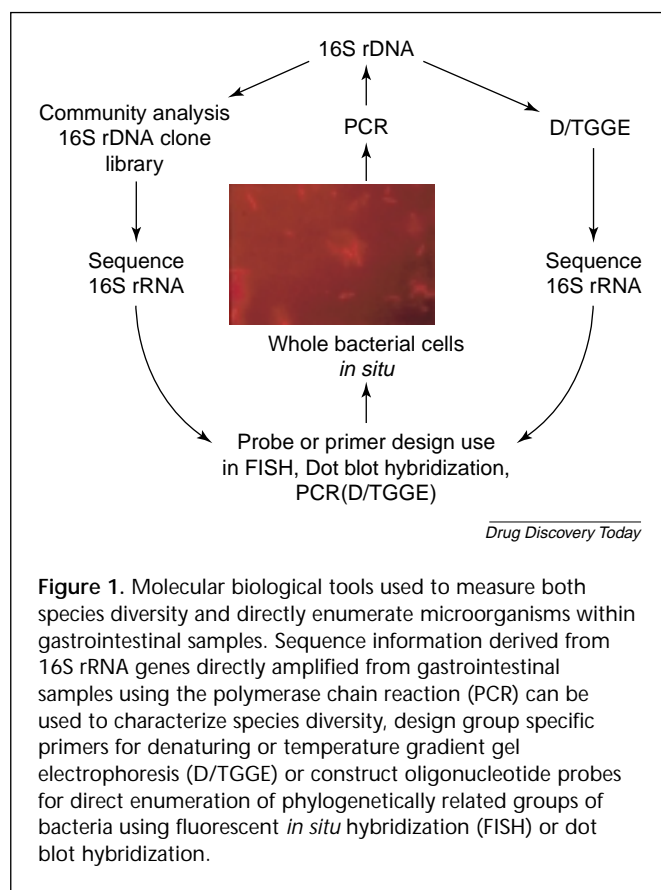 16S rDNA
Community analysis
16S rDNA clone
library
PCR
D/TGGE
Sequence
16S rRNA
Sequence
16S rRNA
Whole bacterial cells
in situ
Probe or primer design use
in FISH, Dot blot hybridization,
PCR(D/TGGE)
Drug Discovery Today
Figure 1. Molecular biological tools used to measure both
species diversity and directly enumerate microorganisms within
gastrointestinal samples. Sequence information derived from
16S rRNA genes directly amplified from gastrointestinal
samples using the polymerase chain reaction (PCR) can be
used to characterize species diversity, design group specific
primers for denaturing or temperature gradient gel
electrophoresis (D/TGGE) or construct oligonucleotide probes
for direct enumeration of phylogenetically related groups of
bacteria using fluorescent in situ hybridization (FISH) or dot
blot hybridization.